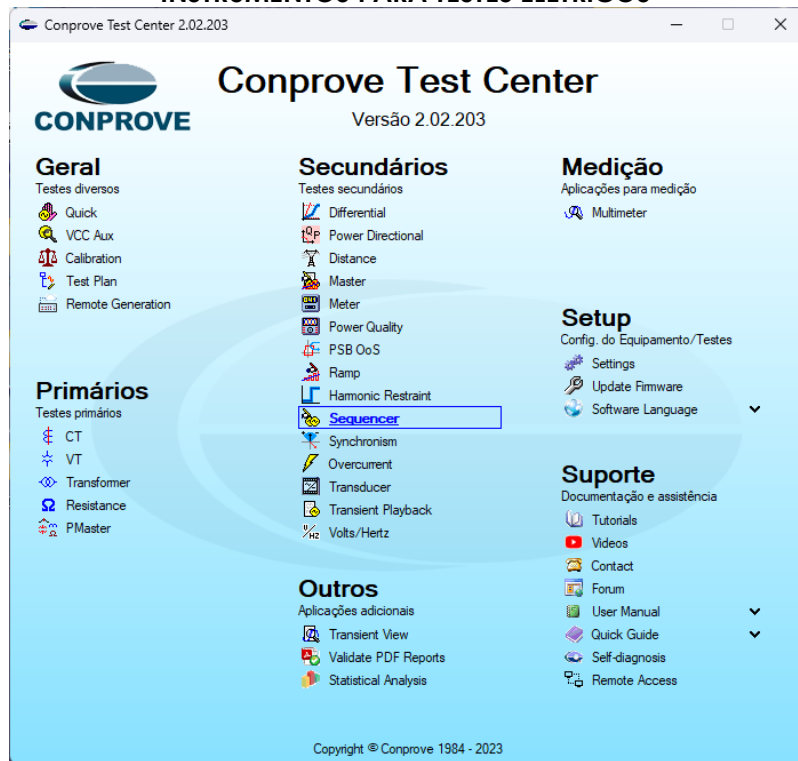 INSTRUMENTOS PARA TESTES ELÉTRICOS
Conprove Test Center 2.02.203
CONPROVE
Conprove Test Center
Versão 2.02.203
Geral
Testes diversos
Quick
VCC Aux
Calibration
Test Plan
Remote Generation
Primários
Testes primários
CT
VT
Transformer
Resistance
PMaster
Secundários
Testes secundários
Differential
Power Directional
Distance
Master
Meter
Power Quality
PSB OoS
Ramp
Harmonic Restraint
Sequencer
Synchronism
Overcurrent
Transducer
Transient Playback
Volts/Hertz
Outros
Aplicações adicionais
Transient View
Validate PDF Reports
Statistical Analysis
Medição
Aplicações para medição
Multimeter
Setup
Config. do Equipamento/Testes
Settings
Update Firmware
Software Language
Suporte
Documentação e assistência
Tutorials
Videos
Contact
Forum
User Manual
Quick Guide
Self-diagnosis
Remote Access
Copyright © Conprove 1984 - 2023